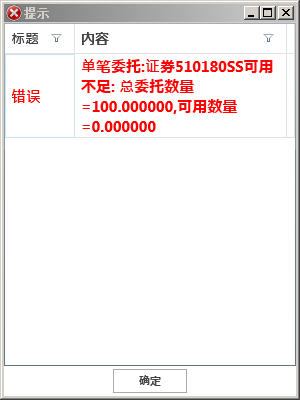 提示
标题 内容
错误
单笔委托:证券510180SS可用
不足: 总委托数量
=100.000000,可用数量
=0.000000
确定